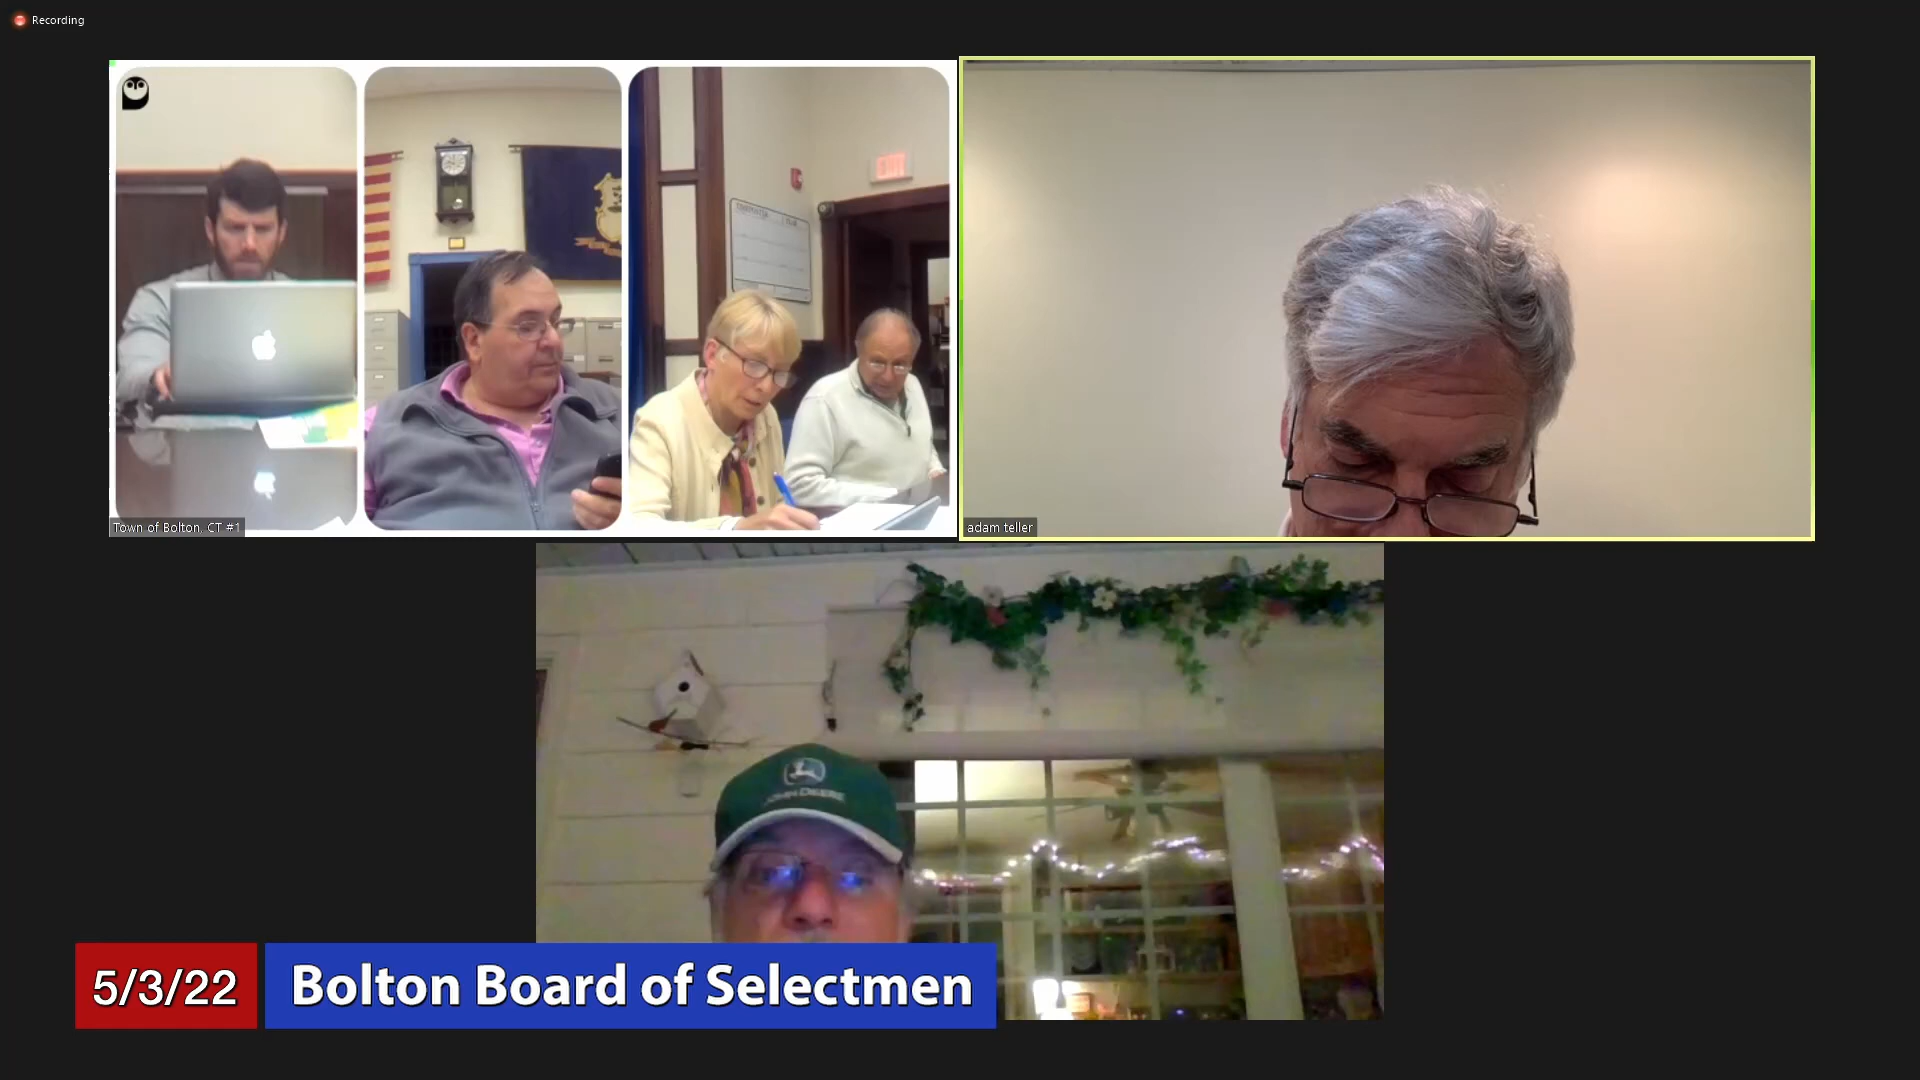 Recording
EXIT
Town of Bolton, CT #1
adam teller
JOHN DEERE
5/3/22
Bolton Board of Selectmen